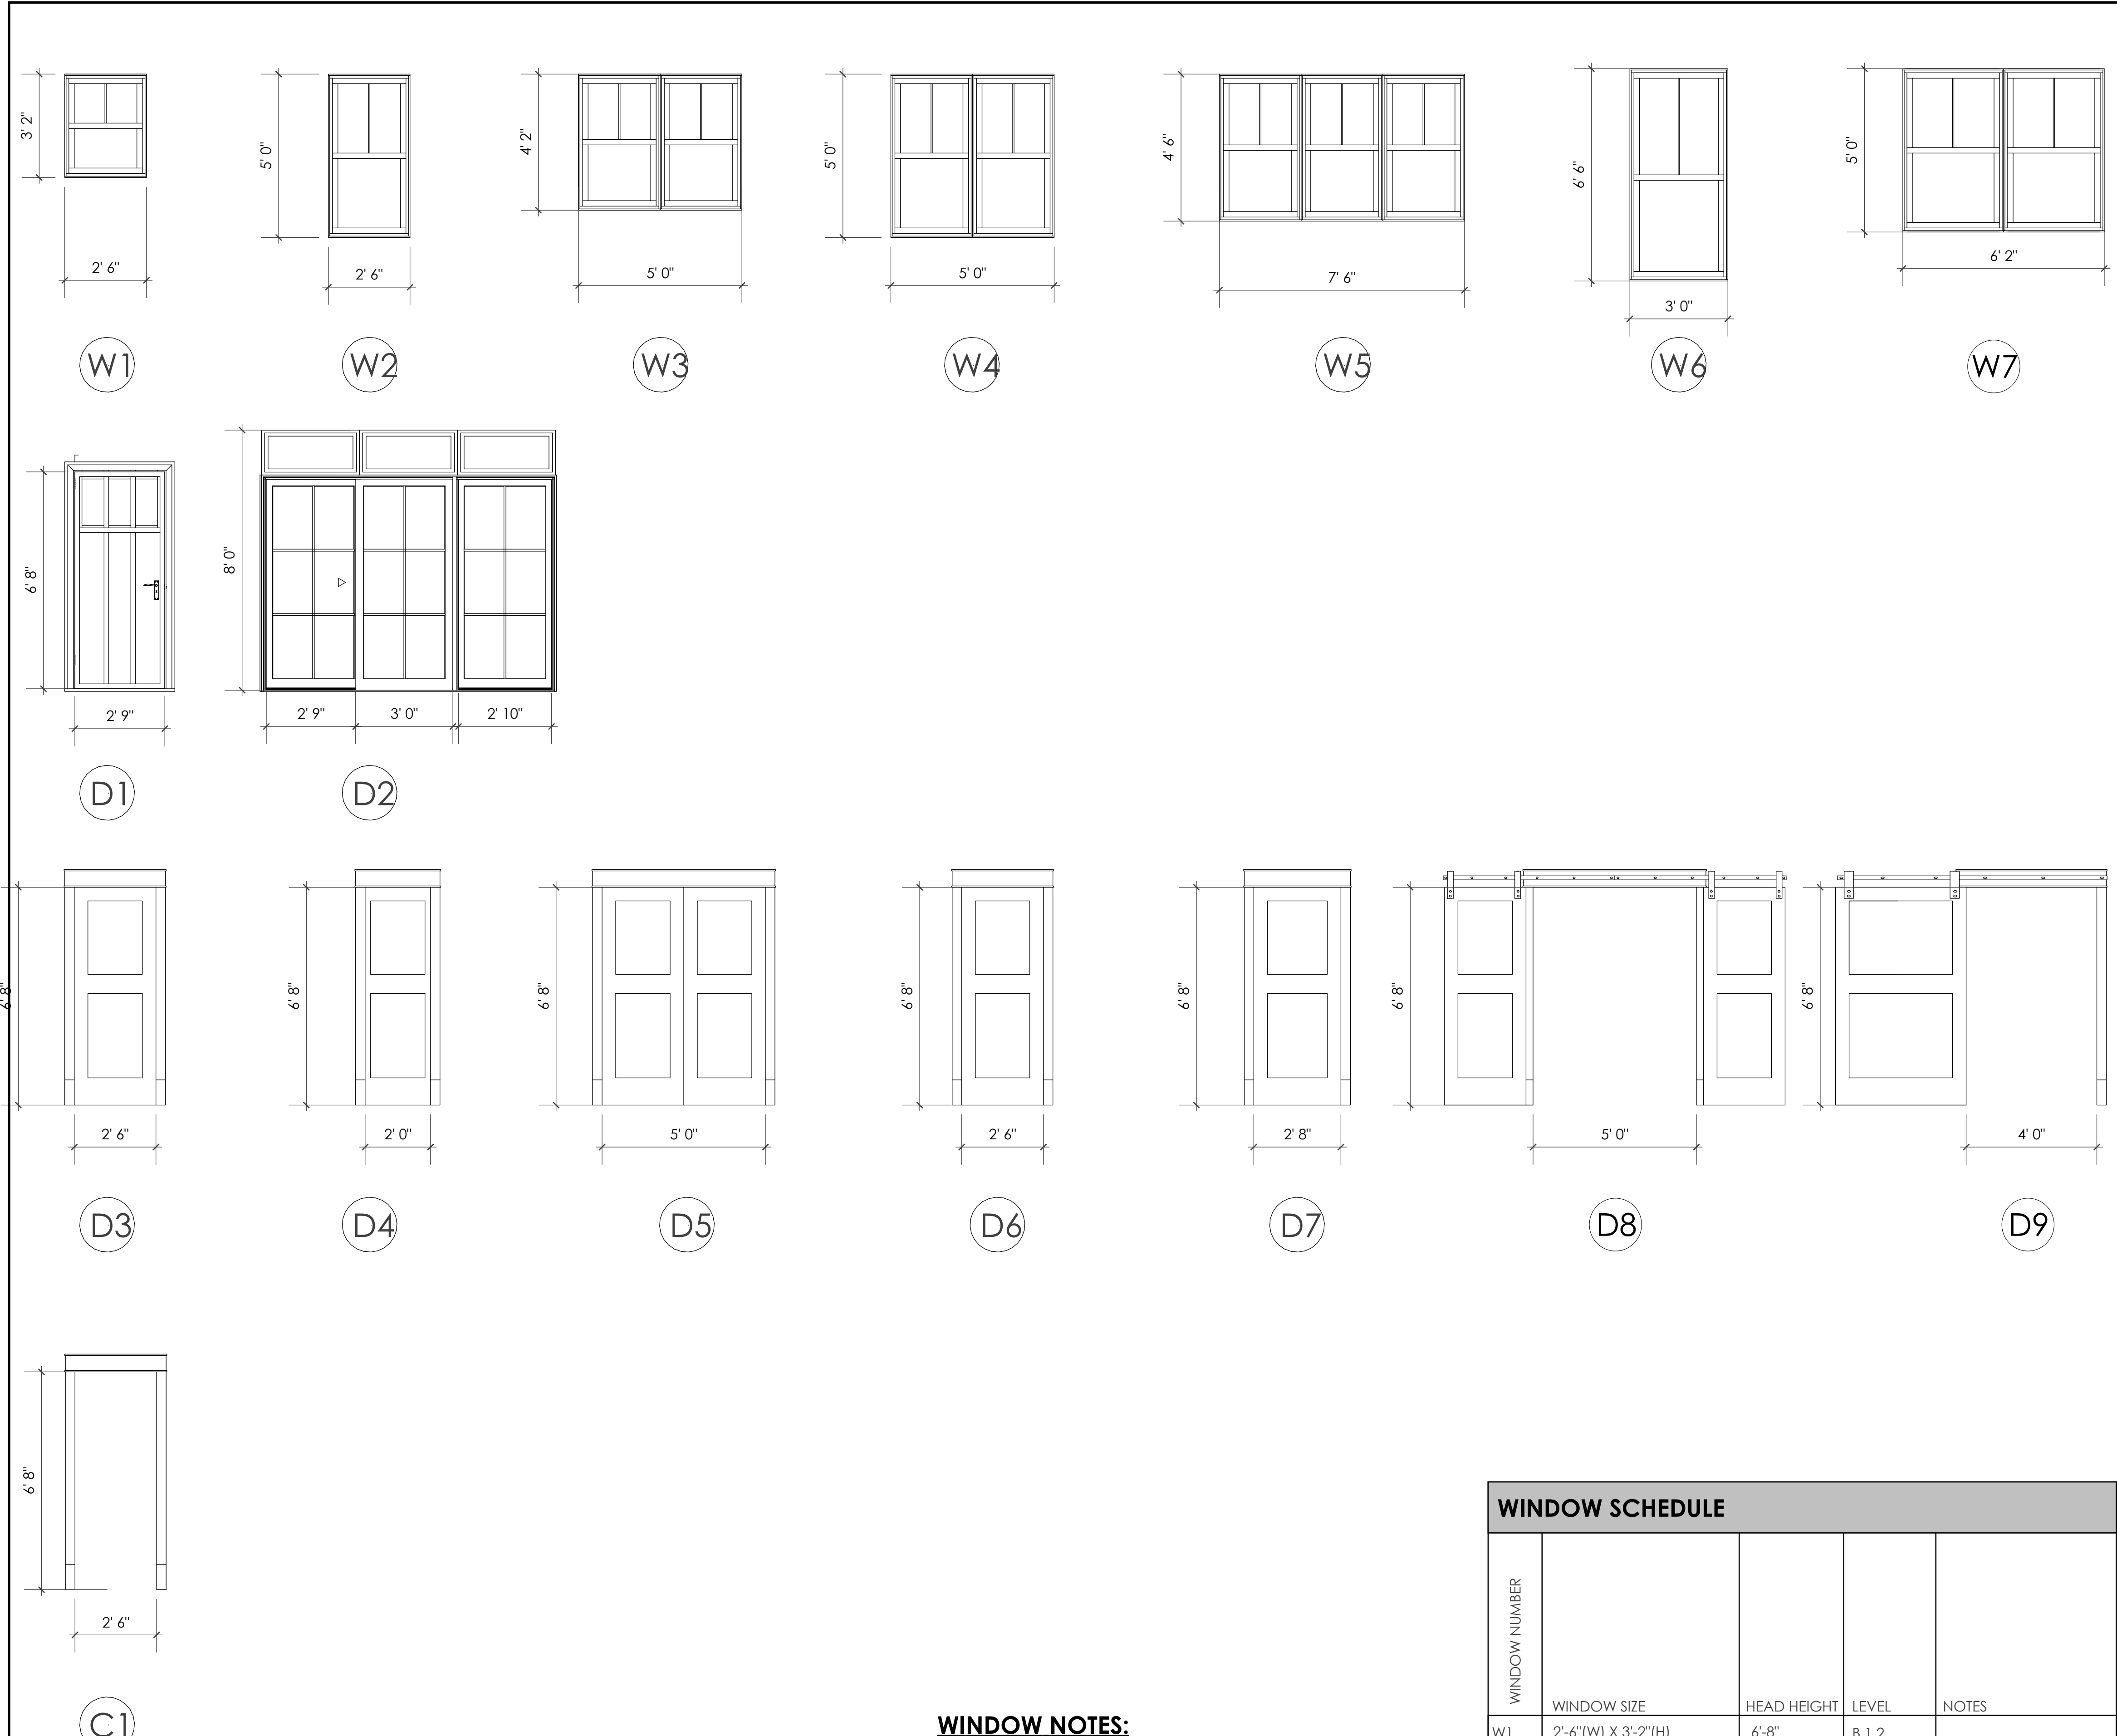 3' 2"
2' 6"
W1
5' 0"
2' 6"
W2
4' 2"
5' 0"
W3
5' 0"
5' 0"
W4
4' 6"
7' 6"
W5
6' 6"
3' 0"
W6
5' 0"
6' 2"
W7
6' 8"
2' 9"
D1
8' 0"
2' 9"
3' 0"
2' 10"
D2
6' 8"
2' 6"
D3
6' 8"
2' 0"
D4
6' 8"
5' 0"
D5
6' 8"
2' 6"
D6
6' 8"
2' 8"
D7
6' 8"
5' 0"
D8
6' 8"
4' 0"
D9
6' 8"
2' 6"
C1
WINDOW NOTES:
WINDOW SCHEDULE
WINDOW NUMBER WINDOW SIZE HEAD HEIGHT LEVEL NOTES
W1 2'-6"(W) X 3'-2"(H) 6'-8" B,1,2